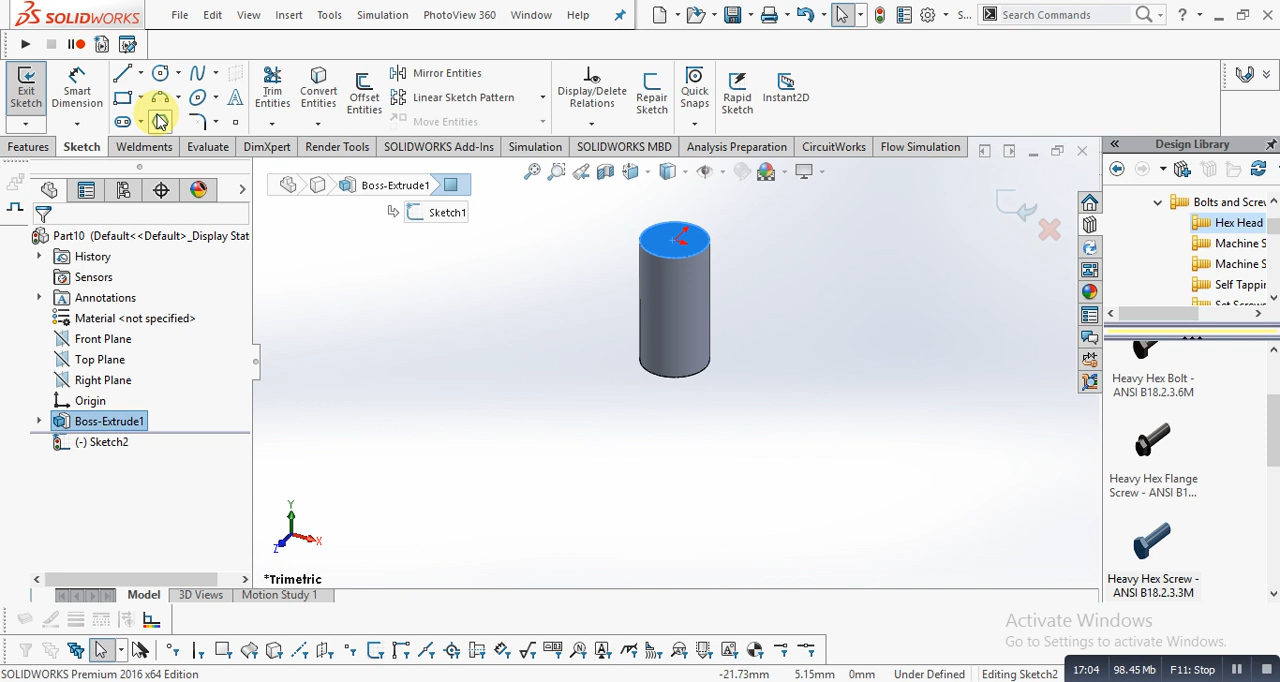 SOLIDWORKS
File Edit View Insert Tools Simulation PhotoView 360 Window Help
S...
Search Commands
Exit Sketch
Smart Dimension
Trim Entities
Convert Entities
Offset Entities
Mirror Entities
Linear Sketch Pattern
Move Entities
Display/Delete Relations
Repair Sketch
Quick Snaps
Rapid Sketch
Instant2D
Features Sketch Weldments Evaluate DimXpert Render Tools SOLIDWORKS Add-Ins Simulation SOLIDWORKS MBD Analysis Preparation CircuitWorks Flow Simulation
Design Library
Boss-Extrude1
Sketch1
Part10 (Default<<Default>_Display Stat
History
Sensors
Annotations
Material <not specified>
Front Plane
Top Plane
Right Plane
Origin
Boss-Extrude1
(-) Sketch2
Bolts and Screw
Hex Head
Machine S
Machine S
Self Tappin
Set Screws
Heavy Hex Bolt -
ANSI B18.2.3.6M
Heavy Hex Flange
Screw - ANSI B1...
Heavy Hex Screw -
ANSI B18.2.3.3M
Y
X
Z
*Trimetric
Model 3D Views Motion Study 1
Activate Windows
Go to Settings to activate Windows.
SOLIDWORKS Premium 2016 x64 Edition
-21.73mm 5.15mm 0mm Under Defined Editing Sketch2
17:04 98.45 Mb F11: Stop